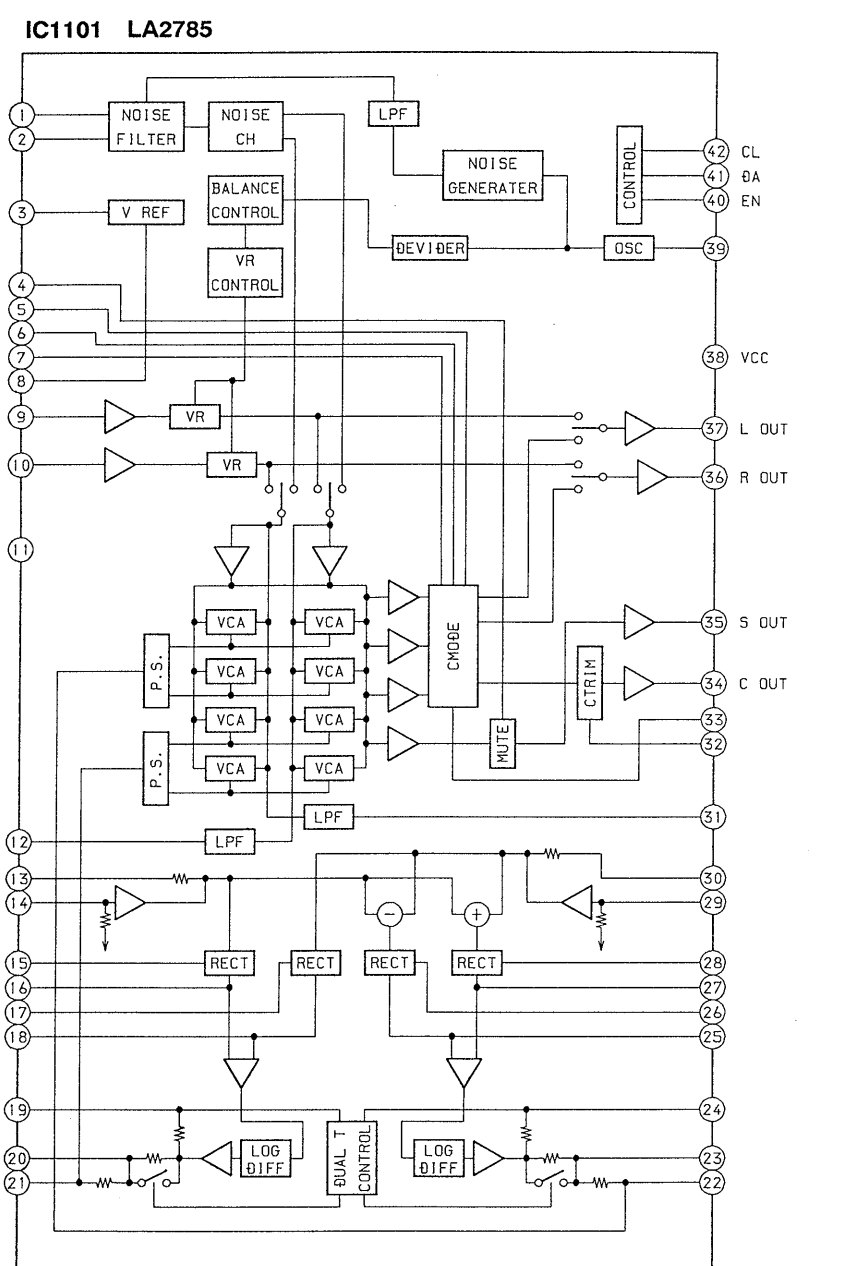 IC1101 LA2785
1
NOISE
FILTER
NOISE
CH
LPF
2
NOISE
GENERATER
CONTROL
42 CL
41 DA
40 EN
BALANCE
CONTROL
3
V REF
DEVIDER
OSC
39
VR
CONTROL
4
5
6
7
8
38 VCC
9
VR
37 L OUT
10
VR
36 R OUT
11
VCA
VCA
CMODE
35 S OUT
P.S.
VCA
VCA
CTRIM
34 C OUT
VCA
VCA
33
MUTE
32
P.S.
VCA
VCA
LPF
31
12
LPF
13
30
14
29
−
+
15
RECT
RECT
RECT
RECT
28
16
27
17
26
18
25
19
24
DUAL T
CONTROL
20
LOG
DIFF
LOG
DIFF
23
21
22